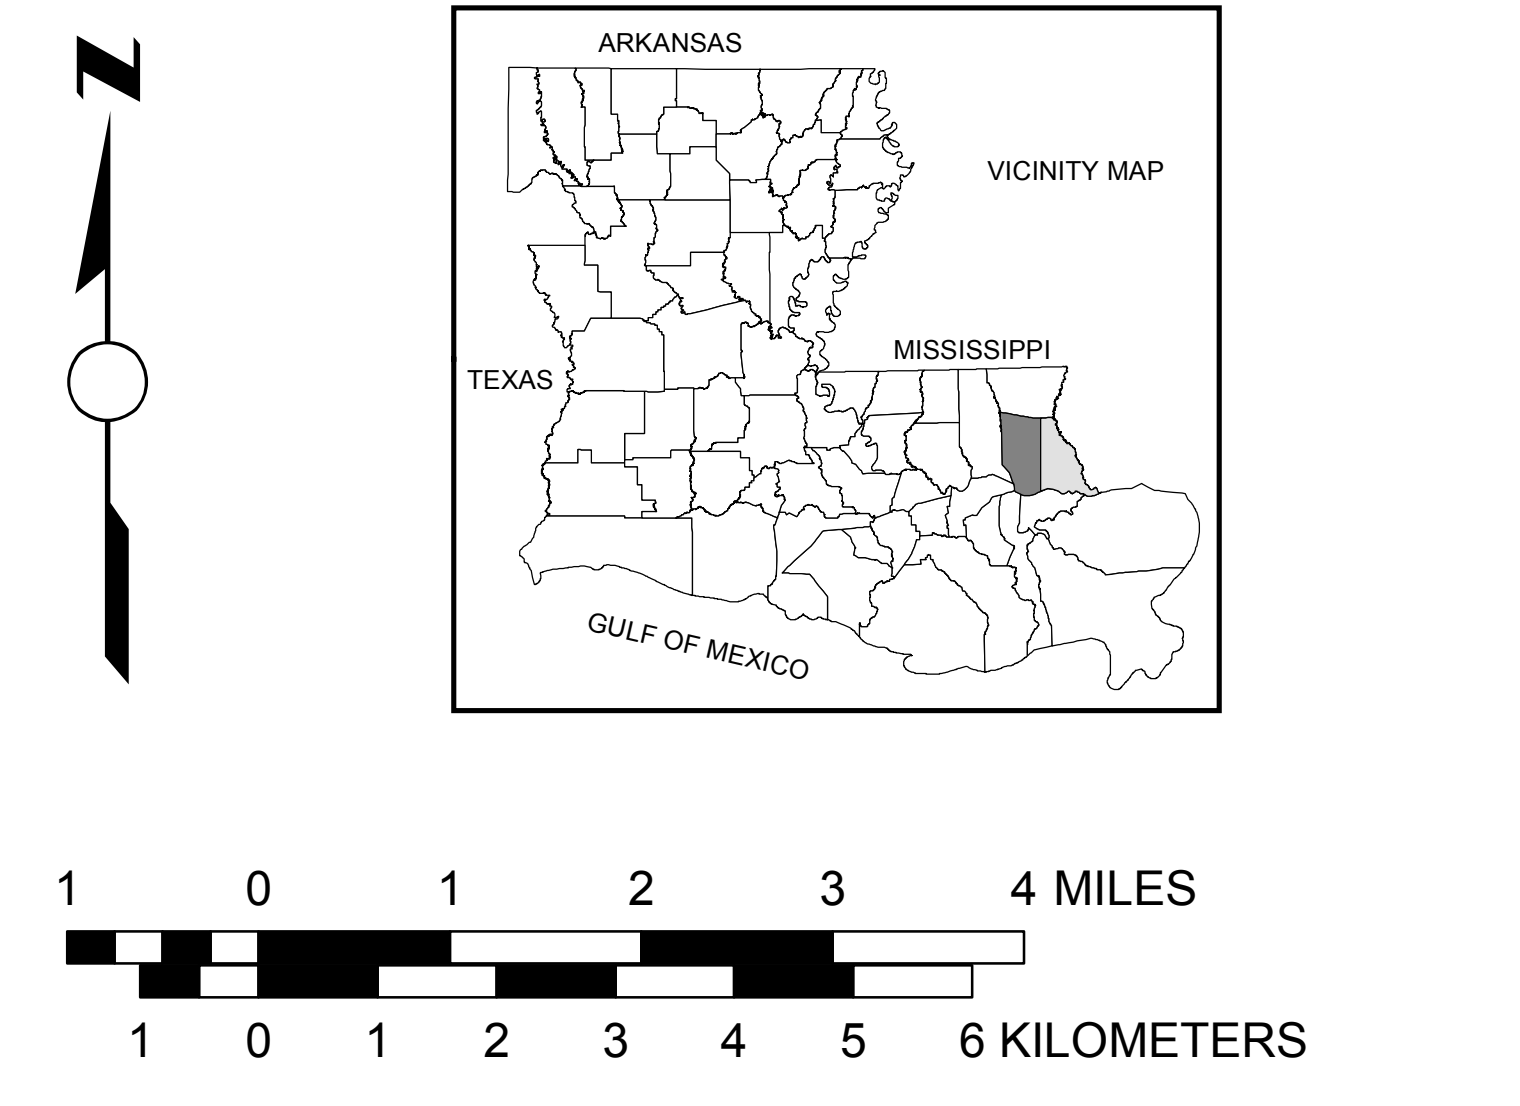 N
ARKANSAS
VICINITY MAP
MISSISSIPPI
TEXAS
GULF OF MEXICO
1 0 1 2 3 4 MILES
1 0 1 2 3 4 5 6 KILOMETERS